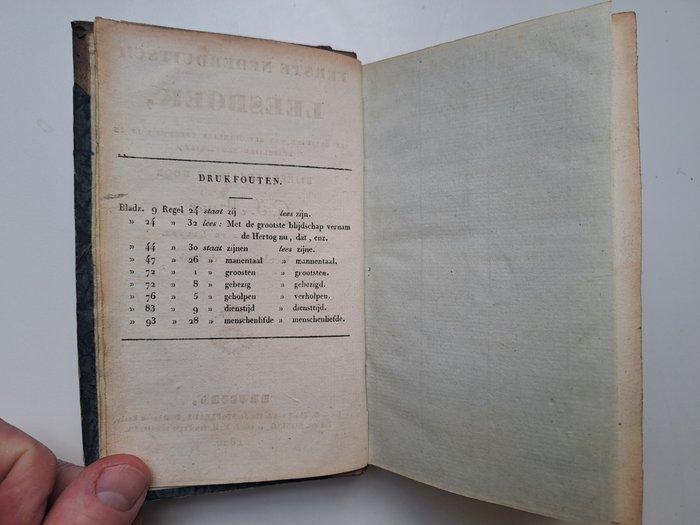 DRUKFOUTEN.
Bladz. 9 Regel 24 staat zij lees zijn.
» 24 » 32 lees: Met de grootste blijdschap vernam
de Hertog nu, dat, enz.
» 44 » 30 staat zijnen lees zijne.
» 47 » 26 » manentaal » mannentaal.
» 72 » 1 » groosten » grootsten.
» 72 » 8 » gebezig » gebezigd.
» 76 » 5 » geholpen » verholpen.
» 83 » 9 » dienstijd » diensttijd.
» 93 » 28 » menschenlifde » menschenliefde.